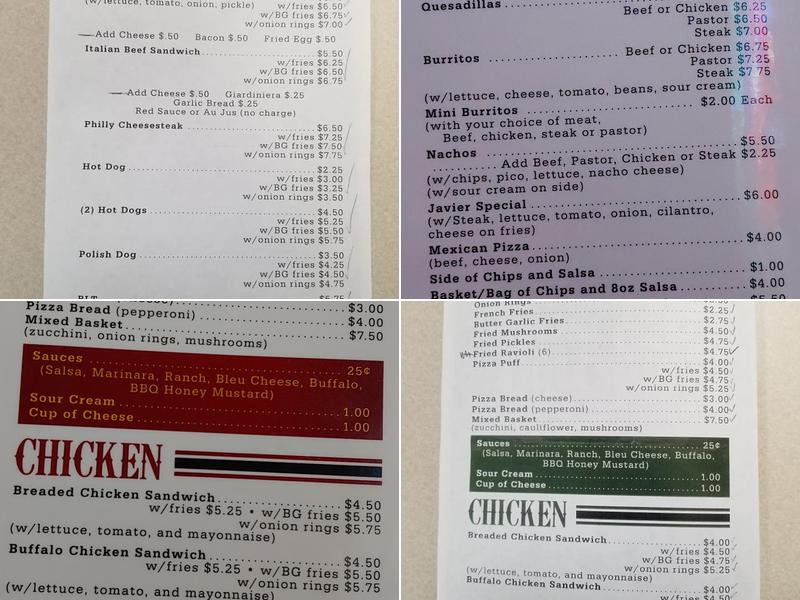 (w/lettuce, tomato, onion, pickle) w/fries $6.50
w/BG fries $6.75
w/onion rings $7.00
Add Cheese $.50 Bacon $.50 Fried Egg $.50
Italian Beef Sandwich $5.50
w/fries $6.25
w/BG fries $6.50
w/onion rings $6.75
Add Cheese $.50 Giardiniera $.25
Garlic Bread $.25
Red Sauce or Au Jus (no charge)
Philly Cheesesteak $6.50
w/fries $7.25
w/BG fries $7.50
w/onion rings $7.75
Hot Dog $2.25
w/fries $3.00
w/BG fries $3.25
w/onion rings $3.50
(2) Hot Dogs $4.50
w/fries $5.25
w/BG fries $5.50
w/onion rings $5.75
Polish Dog $3.50
w/fries $4.25
w/BG fries $4.50
w/onion rings $4.75
Quesadillas
Beef or Chicken $6.25
Pastor $6.50
Steak $7.00
Burritos Beef or Chicken $6.75
Pastor $7.25
Steak $7.75
(w/lettuce, cheese, tomato, beans, sour cream)
Mini Burritos $2.00 Each
(with your choice of meat,
Beef, chicken, steak or pastor)
Nachos $5.50
Add Beef, Pastor, Chicken or Steak $2.25
(w/chips, pico, lettuce, nacho cheese)
(w/sour cream on side)
Javier Special $6.00
(w/Steak, lettuce, tomato, onion, cilantro,
cheese on fries)
Mexican Pizza $4.00
(beef, cheese, onion)
Side of Chips and Salsa $1.00
Basket/Bag of Chips and 8oz Salsa $4.00
$3.00
Pizza Bread (pepperoni) $4.00
Mixed Basket $7.50
(zucchini, onion rings, mushrooms)
Sauces 25¢
(Salsa, Marinara, Ranch, Bleu Cheese, Buffalo,
BBQ Honey Mustard)
Sour Cream 1.00
Cup of Cheese 1.00
CHICKEN
Breaded Chicken Sandwich $4.50
w/fries $5.25 • w/BG fries $5.50
w/onion rings $5.75
(w/lettuce, tomato, and mayonnaise)
Buffalo Chicken Sandwich $4.50
w/fries $5.25 • w/BG fries $5.50
w/onion rings $5.75
(w/lettuce, tomato, and mayonnaise)
Onion Rings
French Fries $2.25
Butter Garlic Fries $2.75
Fried Mushrooms $4.50
Fried Pickles $4.75
Fried Ravioli (6) $4.75
Pizza Puff $4.00
w/fries $4.50
w/BG fries $4.75
w/onion rings $5.25
Pizza Bread (cheese) $3.00
Pizza Bread (pepperoni) $4.00
Mixed Basket $7.50
(zucchini, cauliflower, mushrooms)
Sauces 25¢
(Salsa, Marinara, Ranch, Bleu Cheese, Buffalo,
BBQ Honey Mustard)
Sour Cream 1.00
Cup of Cheese 1.00
CHICKEN
Breaded Chicken Sandwich $4.00
w/fries $4.50
w/BG fries $4.75
w/onion rings $5.25
(w/lettuce, tomato, and mayonnaise)
Buffalo Chicken Sandwich $4.00
w/fries $4.50